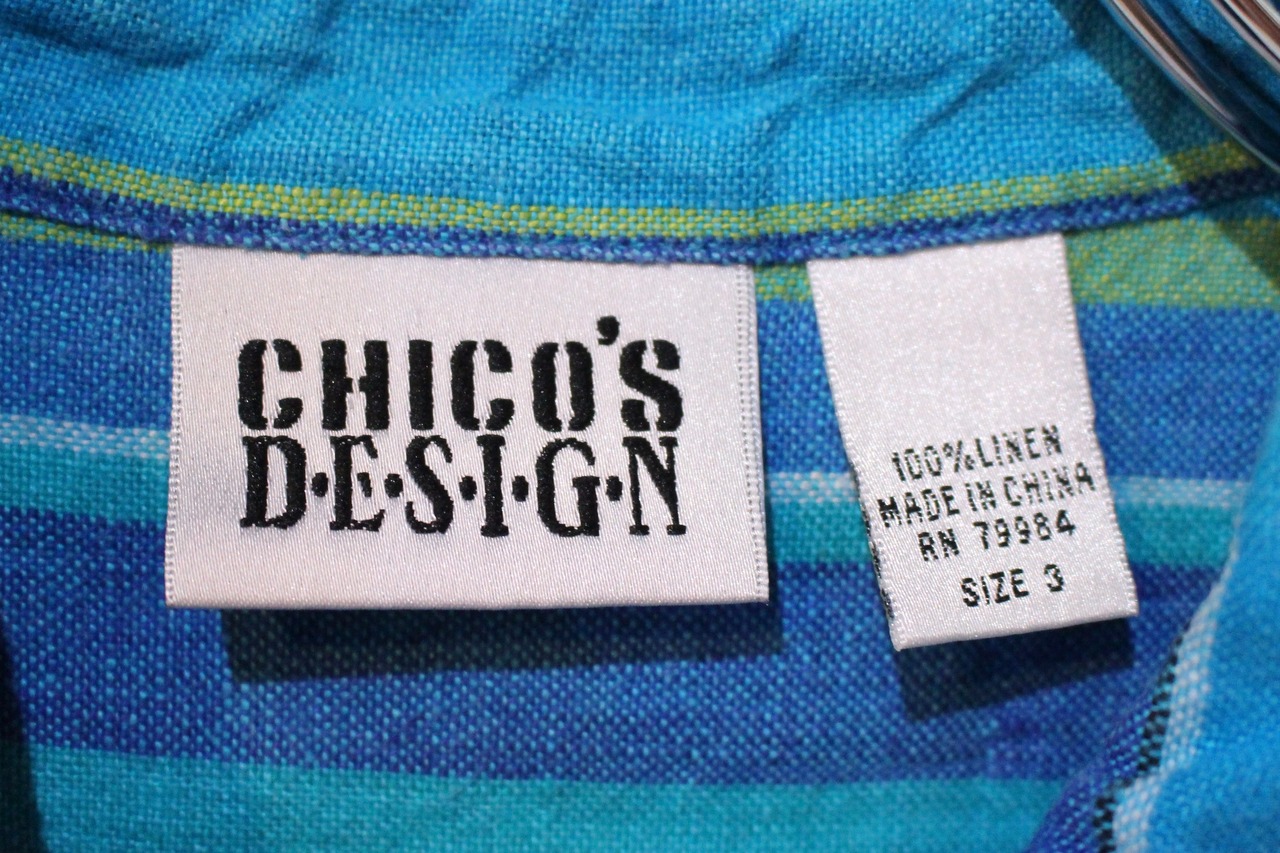 CHICO'S
D·E·S·I·G·N
100% LINEN
MADE IN CHINA
RN 79984
SIZE 3